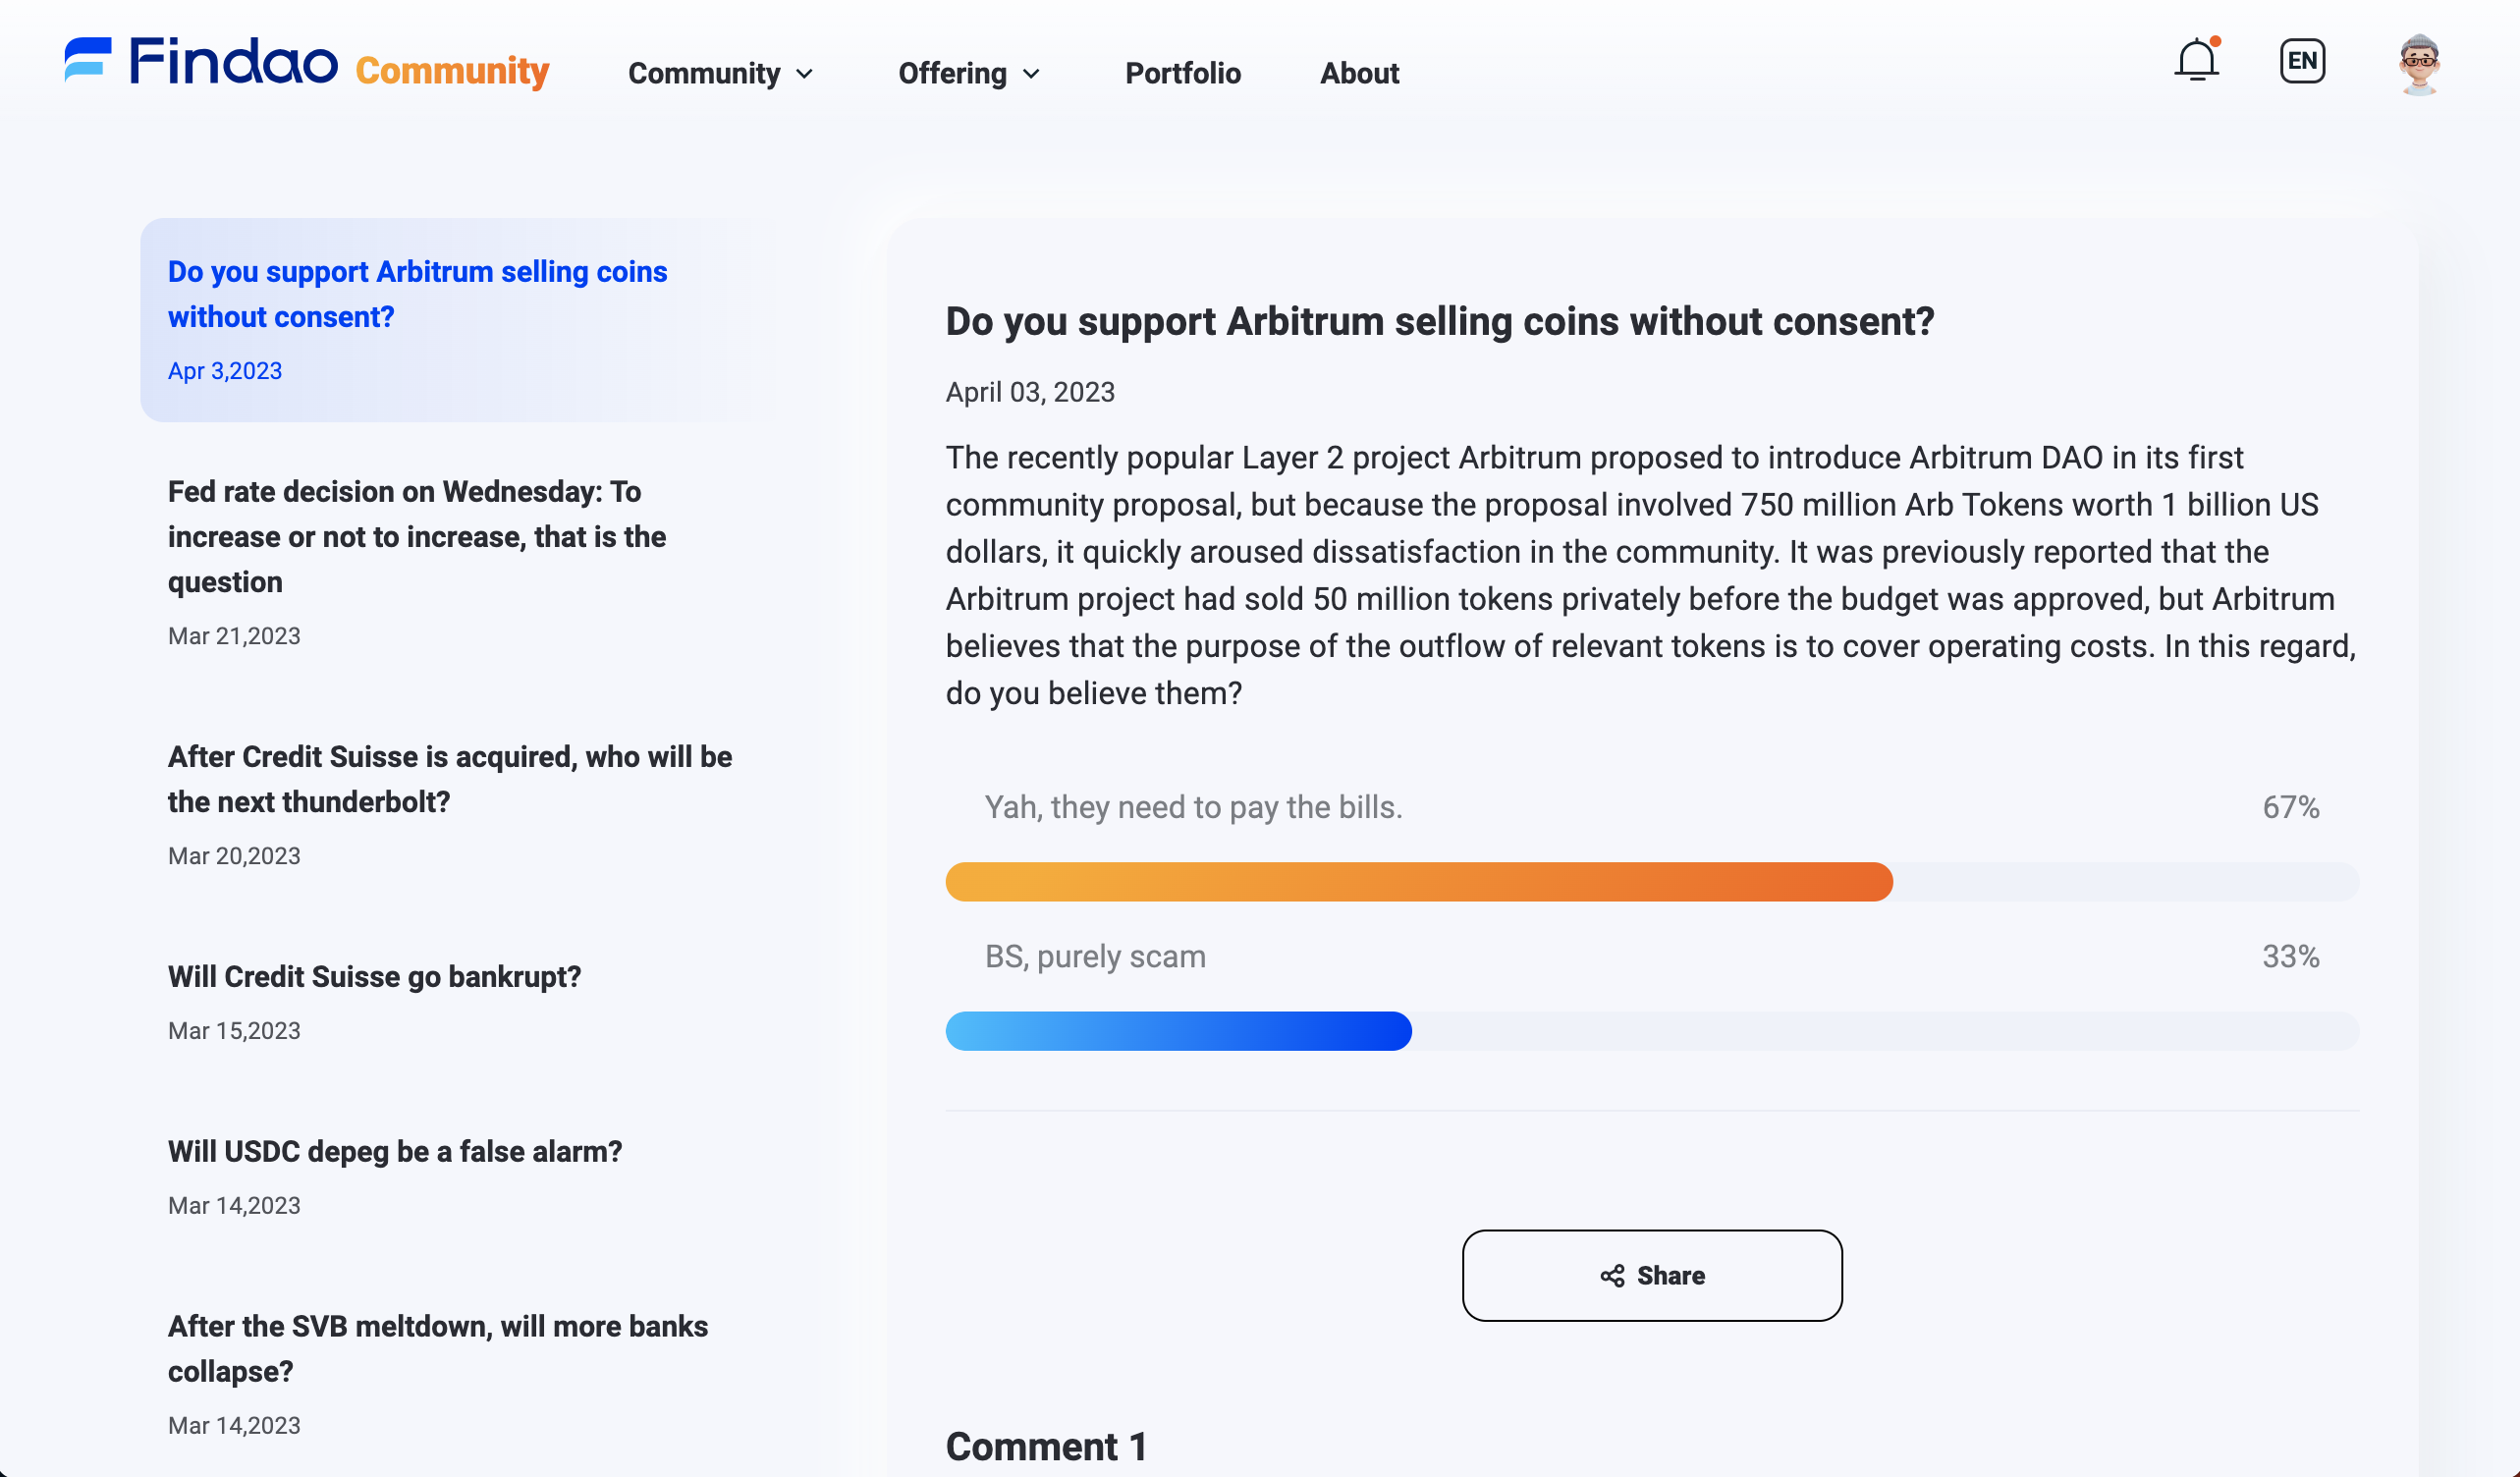 Findao Community
Community
Offering
Portfolio
About
EN
Do you support Arbitrum selling coins
without consent?
Apr 3,2023
Fed rate decision on Wednesday: To
increase or not to increase, that is the
question
Mar 21,2023
After Credit Suisse is acquired, who will be
the next thunderbolt?
Mar 20,2023
Will Credit Suisse go bankrupt?
Mar 15,2023
Will USDC depeg be a false alarm?
Mar 14,2023
After the SVB meltdown, will more banks
collapse?
Mar 14,2023
Do you support Arbitrum selling coins without consent?
April 03, 2023
The recently popular Layer 2 project Arbitrum proposed to introduce Arbitrum DAO in its first
community proposal, but because the proposal involved 750 million Arb Tokens worth 1 billion US
dollars, it quickly aroused dissatisfaction in the community. It was previously reported that the
Arbitrum project had sold 50 million tokens privately before the budget was approved, but Arbitrum
believes that the purpose of the outflow of relevant tokens is to cover operating costs. In this regard,
do you believe them?
Yah, they need to pay the bills.
67%
BS, purely scam
33%
Share
Comment 1